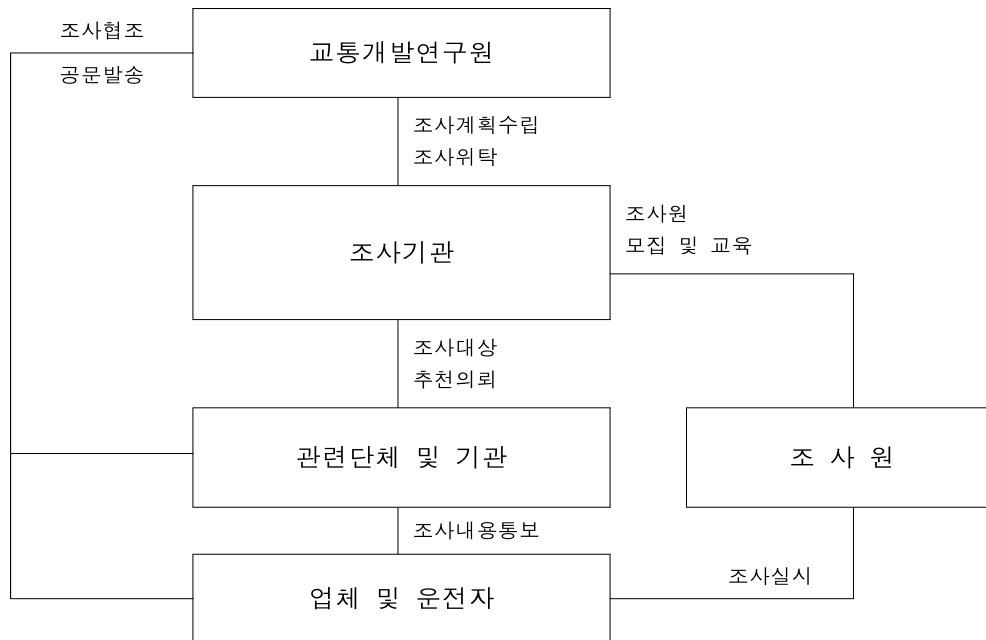 조사협조
공문발송
교통개발연구원
조사계획수립
조사위탁
조사기관
조사원
모집 및 교육
조사대상
추천의뢰
관련단체 및 기관
조 사 원
조사내용통보
조사실시
업체 및 운전자